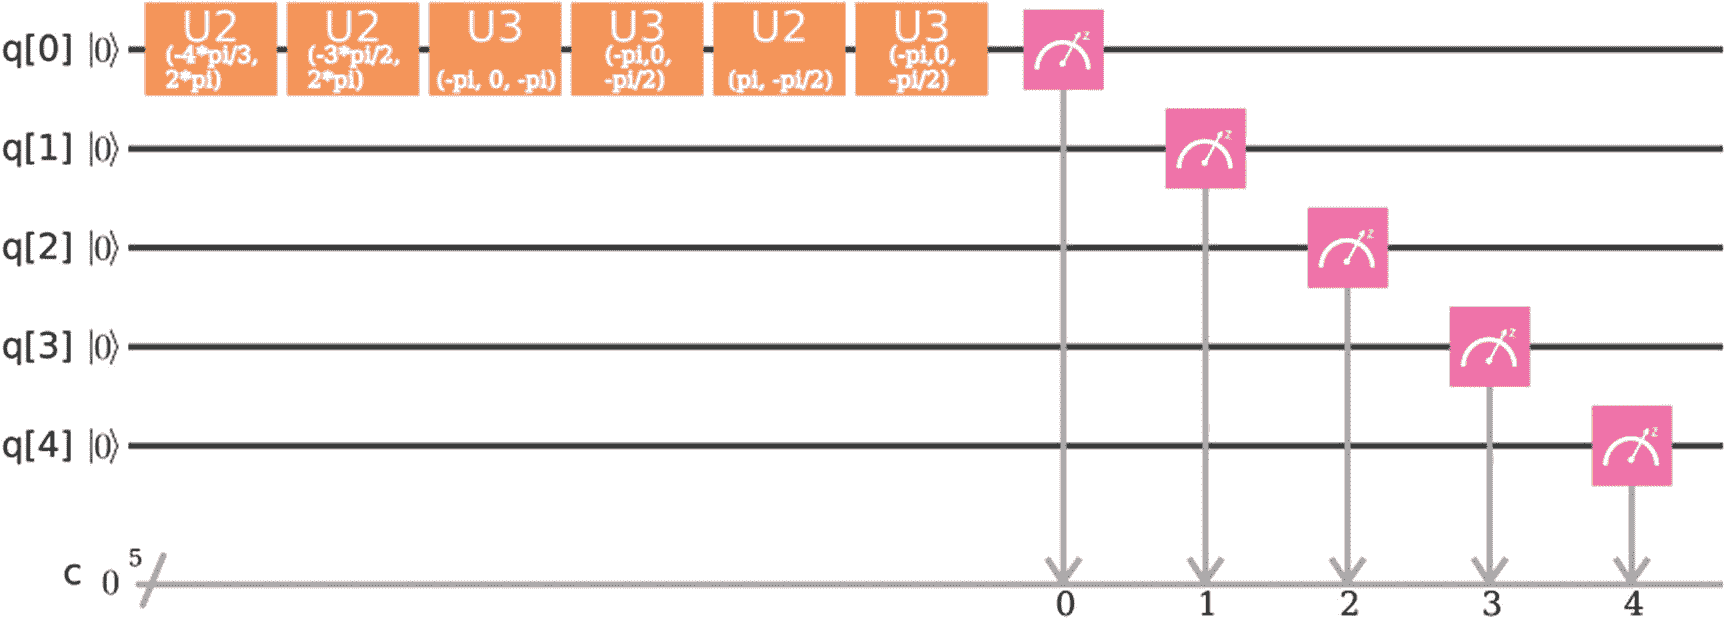 U2 U2 U3 U3 U2 U3
q[0] |0⟩ (-4*pi/3, 2*pi) (-3*pi/2, 2*pi) (-pi, 0, -pi) (-pi,0, -pi/2) (pi, -pi/2) (-pi,0, -pi/2) z
q[1] |0⟩ z
q[2] |0⟩ z
q[3] |0⟩ z
q[4] |0⟩ z
5
c 0
0 1 2 3 4